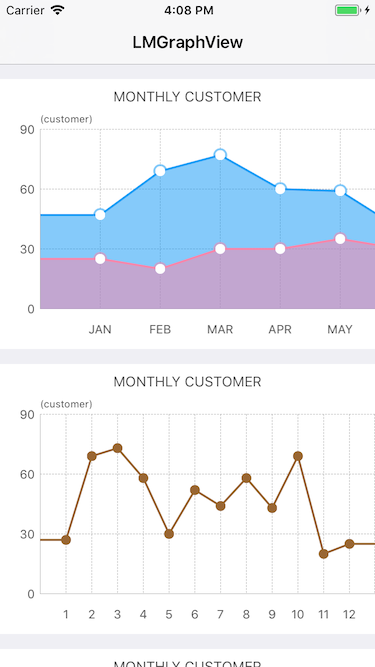 Carrier 4:08 PM
LMGraphView
MONTHLY CUSTOMER
(customer)
90
60
30
0
JAN FEB MAR APR MAY
MONTHLY CUSTOMER
(customer)
90
60
30
0
1 2 3 4 5 6 7 8 9 10 11 12
MONTHLY CUSTOMER